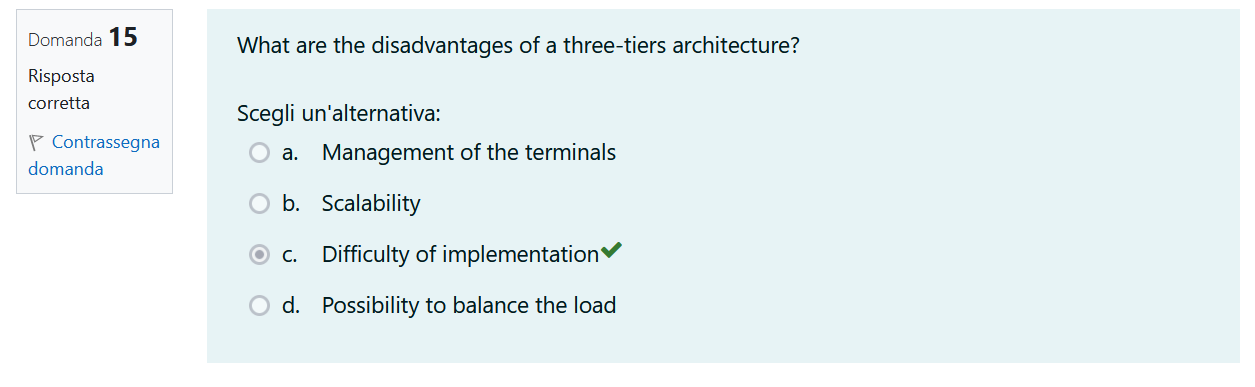 Domanda 15
Risposta
corretta
Contrassegna
domanda
What are the disadvantages of a three-tiers architecture?
Scegli un'alternativa:
a. Management of the terminals
b. Scalability
c. Difficulty of implementation
d. Possibility to balance the load